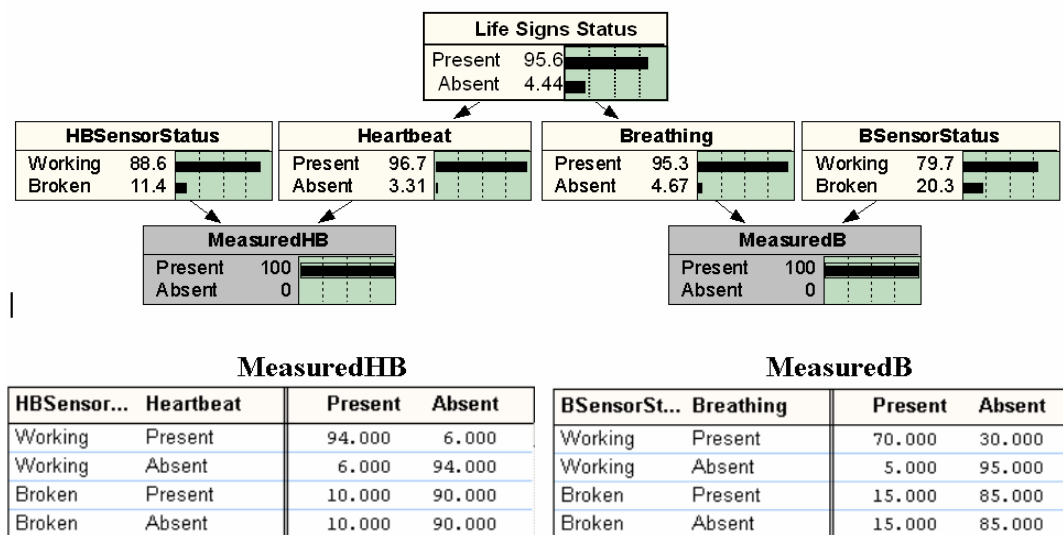 Life Signs Status
Present 95.6
Absent 4.44
HBSensorStatus
Working 88.6
Broken 11.4
Heartbeat
Present 96.7
Absent 3.31
Breathing
Present 95.3
Absent 4.67
BSensorStatus
Working 79.7
Broken 20.3
MeasuredHB
Present 100
Absent 0
MeasuredB
Present 100
Absent 0
MeasuredHB
HBSensor... Heartbeat Present Absent
Working Present 94.000 6.000
Working Absent 6.000 94.000
Broken Present 10.000 90.000
Broken Absent 10.000 90.000
MeasuredB
BSensorSt... Breathing Present Absent
Working Present 70.000 30.000
Working Absent 5.000 95.000
Broken Present 15.000 85.000
Broken Absent 15.000 85.000